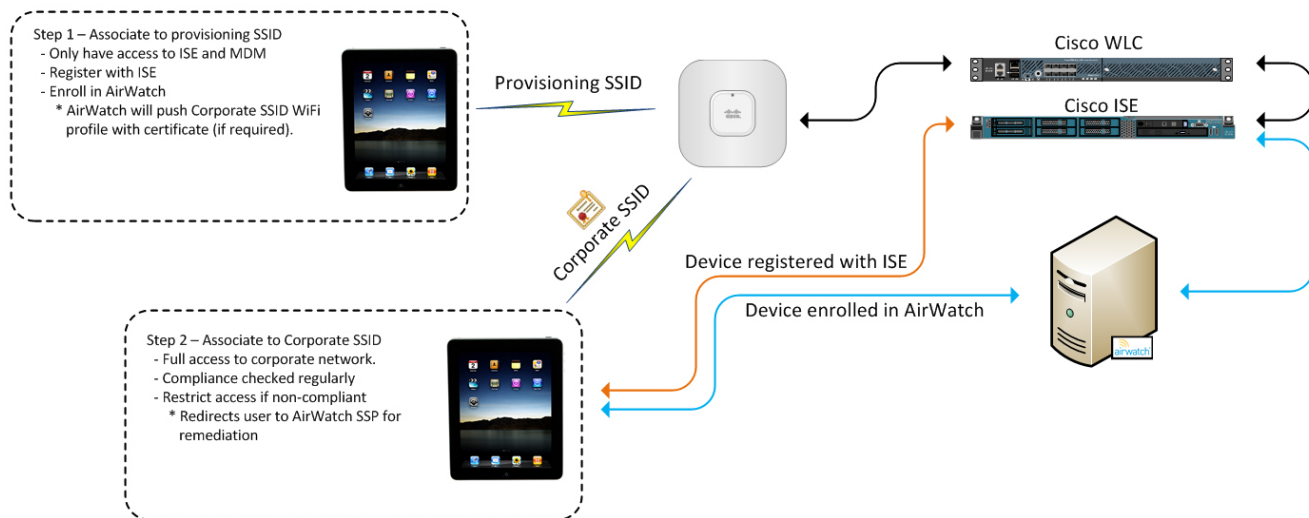 Step 1 – Associate to provisioning SSID
- Only have access to ISE and MDM
- Register with ISE
- Enroll in AirWatch
* AirWatch will push Corporate SSID WiFi
profile with certificate (if required).
Provisioning SSID
Cisco WLC
Cisco ISE
Corporate SSID
Device registered with ISE
Device enrolled in AirWatch
airwatch
Step 2 – Associate to Corporate SSID
- Full access to corporate network.
- Compliance checked regularly
- Restrict access if non-compliant
* Redirects user to AirWatch SSP for
remediation